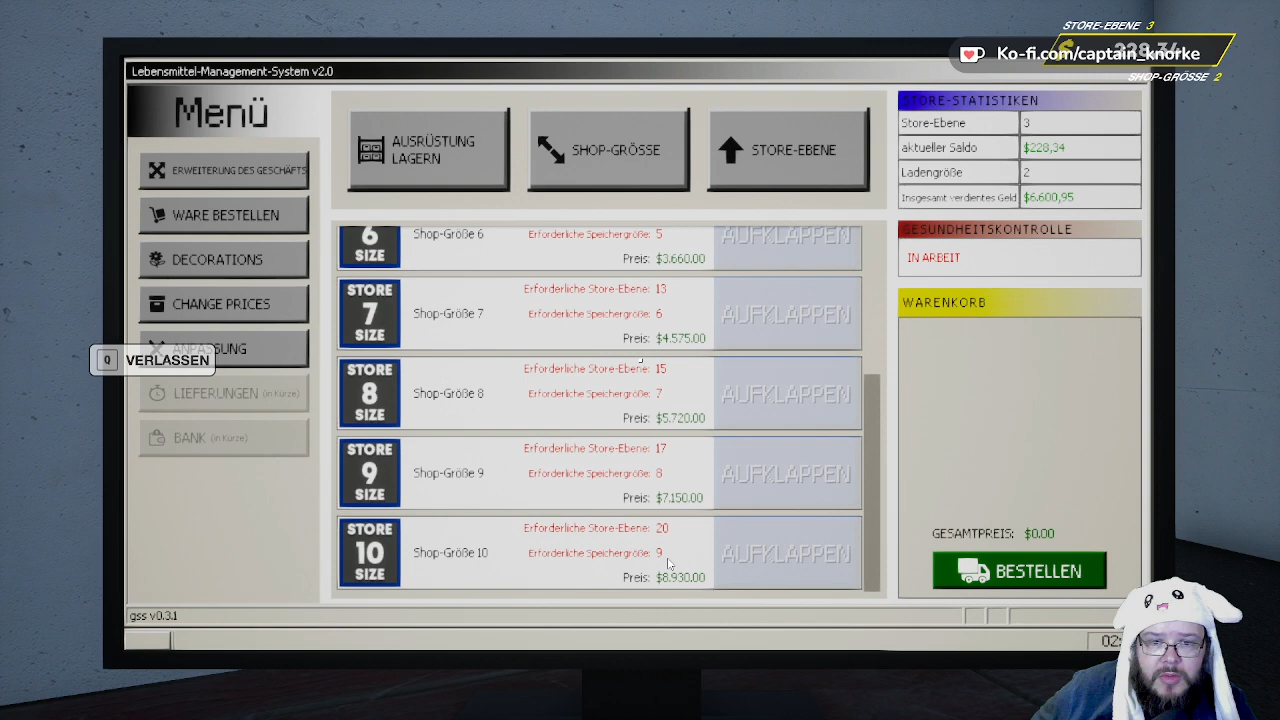 STORE-EBENE 3
Ko-fi.com/captain_knorke
SHOP-GRÖSSE 2
Lebensmittel-Management-System v2.0
Menü
ERWEITERUNG DES GESCHÄFTS
WARE BESTELLEN
DECORATIONS
CHANGE PRICES
ANPASSUNG
Q VERLASSEN
LIEFERUNGEN (in Kürze)
BANK (in Kürze)
AUSRÜSTUNG
LAGERN
SHOP-GRÖSSE
STORE-EBENE
6
SIZE
Shop-Größe 6
Erforderliche Speichergröße: 5
Preis: $3.660.00
AUFKLAPPEN
STORE
7
SIZE
Shop-Größe 7
Erforderliche Store-Ebene: 13
Erforderliche Speichergröße: 6
Preis: $4.575.00
AUFKLAPPEN
STORE
8
SIZE
Shop-Größe 8
Erforderliche Store-Ebene: 15
Erforderliche Speichergröße: 7
Preis: $5.720.00
AUFKLAPPEN
STORE
9
SIZE
Shop-Größe 9
Erforderliche Store-Ebene: 17
Erforderliche Speichergröße: 8
Preis: $7.150.00
AUFKLAPPEN
STORE
10
SIZE
Shop-Größe 10
Erforderliche Store-Ebene: 20
Erforderliche Speichergröße: 9
Preis: $8.930.00
AUFKLAPPEN
STORE-STATISTIKEN
Store-Ebene 3
aktueller Saldo $228,34
Ladengröße 2
Insgesamt verdientes Geld $6.600,95
GESUNDHEITSKONTROLLE
IN ARBEIT
WARENKORB
GESAMTPREIS: $0.00
BESTELLEN
gss v0.3.1
02: